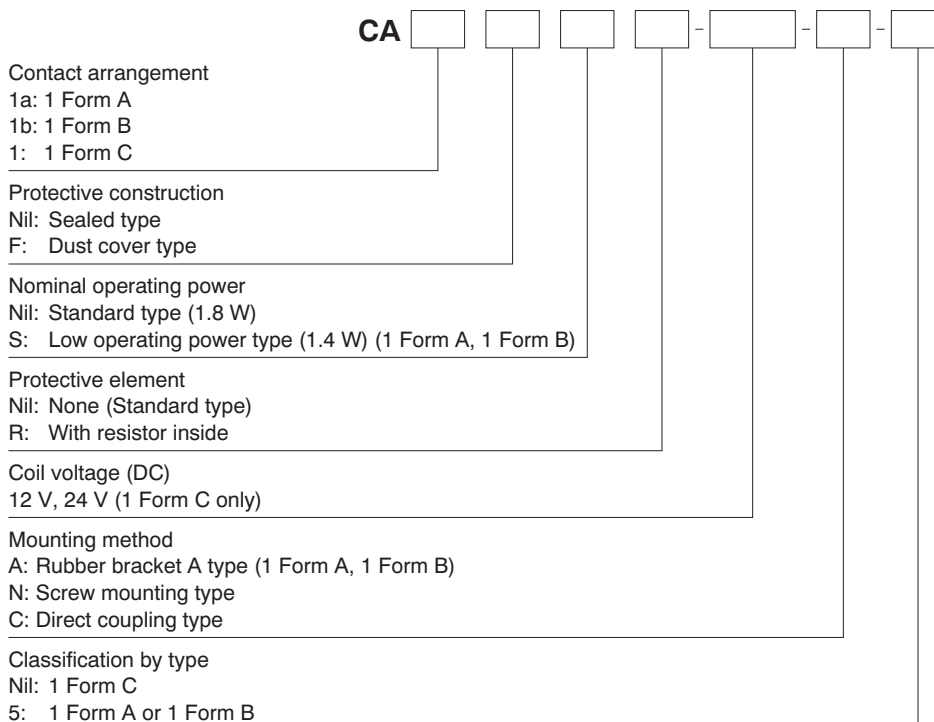 CA - - -
Contact arrangement
1a: 1 Form A
1b: 1 Form B
1: 1 Form C
Protective construction
Nil: Sealed type
F: Dust cover type
Nominal operating power
Nil: Standard type (1.8 W)
S: Low operating power type (1.4 W) (1 Form A, 1 Form B)
Protective element
Nil: None (Standard type)
R: With resistor inside
Coil voltage (DC)
12 V, 24 V (1 Form C only)
Mounting method
A: Rubber bracket A type (1 Form A, 1 Form B)
N: Screw mounting type
C: Direct coupling type
Classification by type
Nil: 1 Form C
5: 1 Form A or 1 Form B